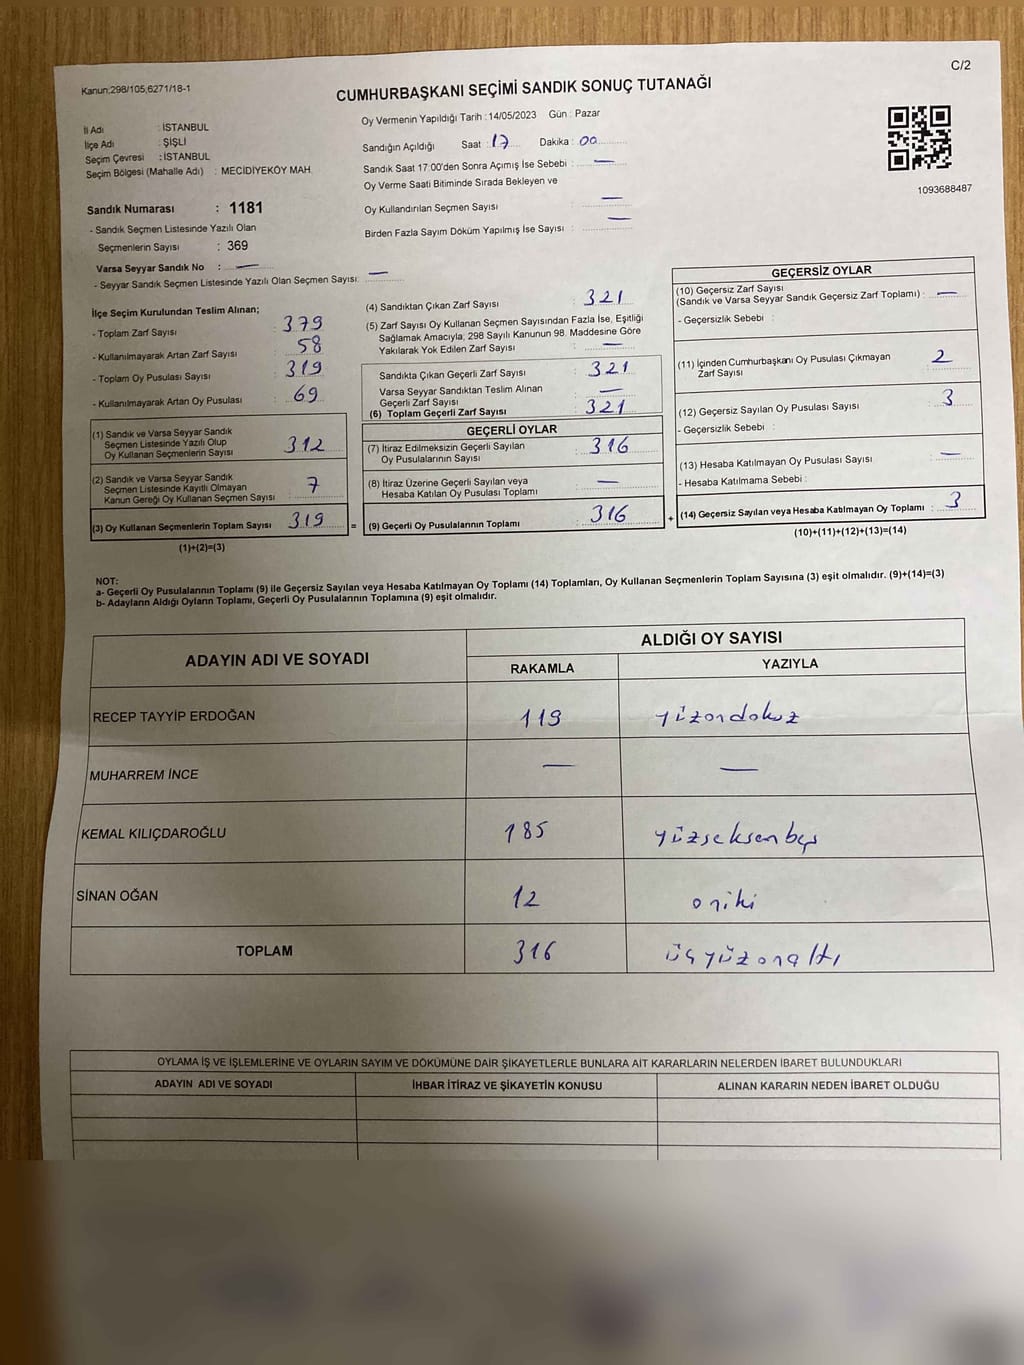 C/2
Kanun;298/105;6271/18-1
CUMHURBAŞKANI SEÇİMİ SANDIK SONUÇ TUTANAĞI
İl Adı : İSTANBUL
İlçe Adı : ŞİŞLİ
Seçim Çevresi : İSTANBUL
Seçim Bölgesi (Mahalle Adı) : MECİDİYEKÖY MAH.
Sandık Numarası : 1181
- Sandık Seçmen Listesinde Yazılı Olan
Seçmenlerin Sayısı : 369
Varsa Seyyar Sandık No : —
- Seyyar Sandık Seçmen Listesinde Yazılı Olan Seçmen Sayısı: —
Oy Vermenin Yapıldığı Tarih : 14/05/2023 Gün : Pazar
Sandığın Açıldığı Saat : 17 Dakika : 00
Sandık Saat 17:00'den Sonra Açımış İse Sebebi : —
Oy Verme Saati Bitiminde Sırada Bekleyen ve
Oy Kullandırılan Seçmen Sayısı : —
Birden Fazla Sayım Döküm Yapılmış İse Sayısı : —
1093688487
İlçe Seçim Kurulundan Teslim Alınan;
- Toplam Zarf Sayısı : 379
- Kullanılmayarak Artan Zarf Sayısı : 58
- Toplam Oy Pusulası Sayısı : 319
- Kullanılmayarak Artan Oy Pusulası : 69
(1) Sandık ve Varsa Seyyar Sandık
Seçmen Listesinde Yazılı Olup
Oy Kullanan Seçmenlerin Sayısı : 312
(2) Sandık ve Varsa Seyyar Sandık
Seçmen Listesinde Kayıtlı Olmayan
Kanun Gereği Oy Kullanan Seçmen Sayısı : 7
(3) Oy Kullanan Seçmenlerin Toplam Sayısı : 319 =
(1)+(2)=(3)
(4) Sandıktan Çıkan Zarf Sayısı : 321
(5) Zarf Sayısı Oy Kullanan Seçmen Sayısından Fazla İse, Eşitliği
Sağlamak Amacıyla, 298 Sayılı Kanunun 98. Maddesine Göre
Yakılarak Yok Edilen Zarf Sayısı : —
Sandıkta Çıkan Geçerli Zarf Sayısı : 321
Varsa Seyyar Sandıktan Teslim Alınan
Geçerli Zarf Sayısı : —
(6) Toplam Geçerli Zarf Sayısı : 321
GEÇERLİ OYLAR
(7) İtiraz Edilmeksizin Geçerli Sayılan
Oy Pusulalarının Sayısı : 316
(8) İtiraz Üzerine Geçerli Sayılan veya
Hesaba Katılan Oy Pusulası Toplamı : —
(9) Geçerli Oy Pusulalarının Toplamı : 316 +
GEÇERSİZ OYLAR
(10) Geçersiz Zarf Sayısı
(Sandık ve Varsa Seyyar Sandık Geçersiz Zarf Toplamı) : —
- Geçersizlik Sebebi :
(11) İçinden Cumhurbaşkanı Oy Pusulası Çıkmayan
Zarf Sayısı : 2
(12) Geçersiz Sayılan Oy Pusulası Sayısı : 3
- Geçersizlik Sebebi :
(13) Hesaba Katılmayan Oy Pusulası Sayısı : —
- Hesaba Katılmama Sebebi :
(14) Geçersiz Sayılan veya Hesaba Katılmayan Oy Toplamı : 3
(10)+(11)+(12)+(13)=(14)
NOT:
a- Geçerli Oy Pusulalarının Toplamı (9) ile Geçersiz Sayılan veya Hesaba Katılmayan Oy Toplamı (14) Toplamları, Oy Kullanan Seçmenlerin Toplam Sayısına (3) eşit olmalıdır. (9)+(14)=(3)
b- Adayların Aldığı Oyların Toplamı, Geçerli Oy Pusulalarının Toplamına (9) eşit olmalıdır.
ADAYIN ADI VE SOYADI ALDIĞI OY SAYISI
RAKAMLA YAZIYLA
RECEP TAYYİP ERDOĞAN 119 yüzondokuz
MUHARREM İNCE — —
KEMAL KILIÇDAROĞLU 185 yüzseksenbeş
SİNAN OĞAN 12 oniki
TOPLAM 316 üçyüzonaltı
OYLAMA İŞ VE İŞLEMLERİNE VE OYLARIN SAYIM VE DÖKÜMÜNE DAİR ŞİKAYETLERLE BUNLARA AİT KARARLARIN NELERDEN İBARET BULUNDUKLARI
ADAYIN ADI VE SOYADI İHBAR İTİRAZ VE ŞİKAYETİN KONUSU ALINAN KARARIN NEDEN İBARET OLDUĞU